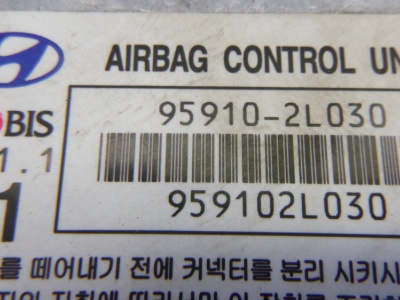 AIRBAG CONTROL UN
95910-2L030
BIS
1.1
1
959102L030
를 떼어내기 전에 커넥터를 분리 시키시